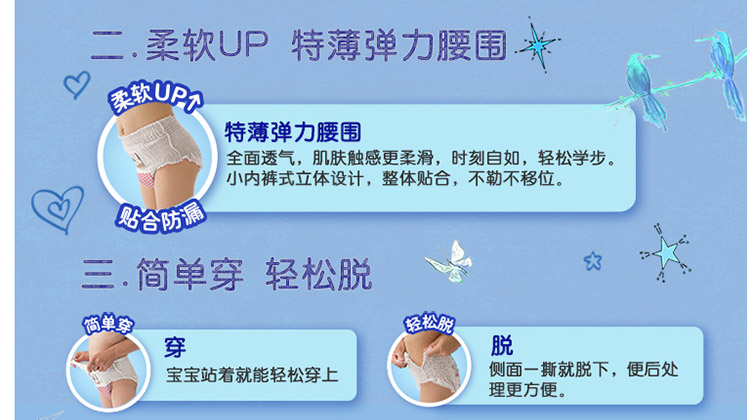 二.柔软UP 特薄弹力腰围
柔软UP↑
贴合防漏
特薄弹力腰围
全面透气，肌肤触感更柔滑，时刻自如，轻松学步。
小内裤式立体设计，整体贴合，不勒不移位。
三.简单穿 轻松脱
简单穿
穿
宝宝站着就能轻松穿上
轻松脱
脱
侧面一撕就脱下，便后处
理更方便。